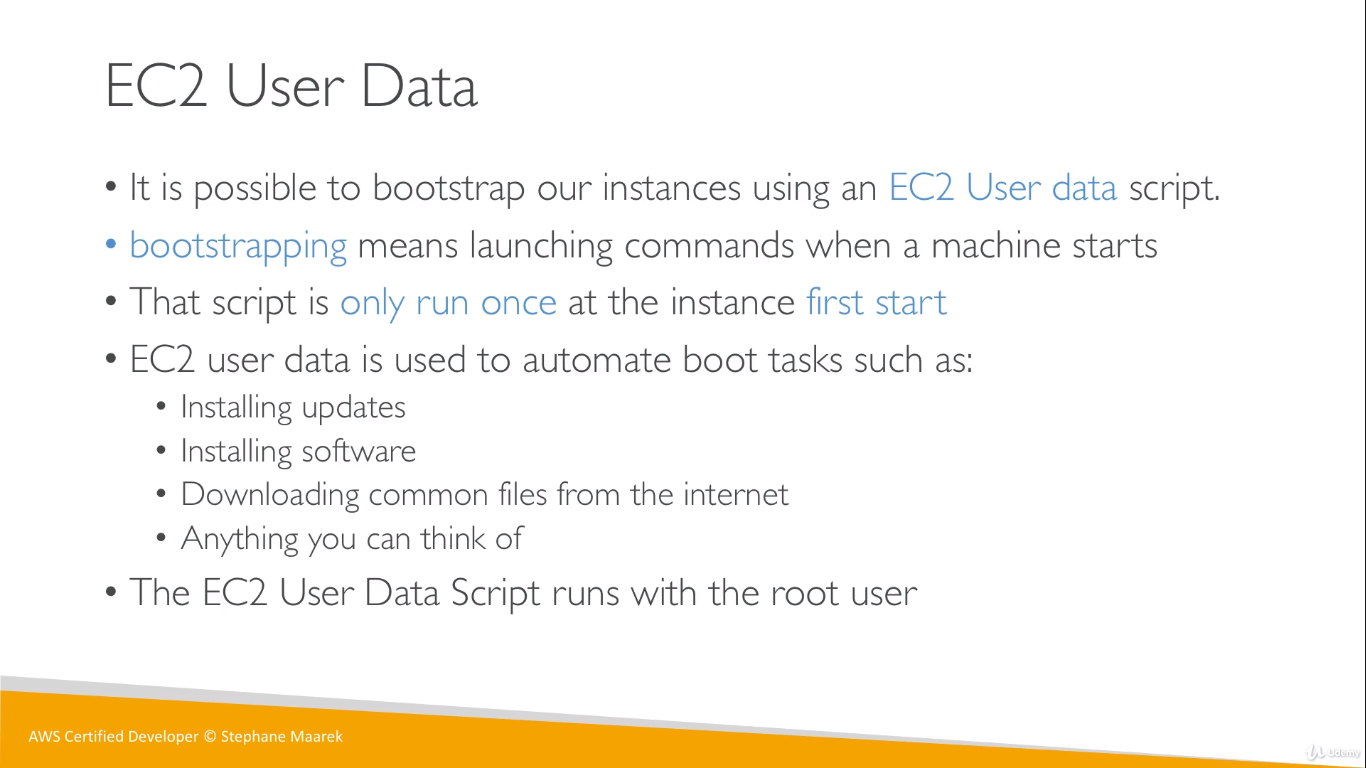 EC2 User Data
• It is possible to bootstrap our instances using an EC2 User data script.
• bootstrapping means launching commands when a machine starts
• That script is only run once at the instance first start
• EC2 user data is used to automate boot tasks such as:
• Installing updates
• Installing software
• Downloading common files from the internet
• Anything you can think of
• The EC2 User Data Script runs with the root user
AWS Certified Developer © Stephane Maarek
Udemy